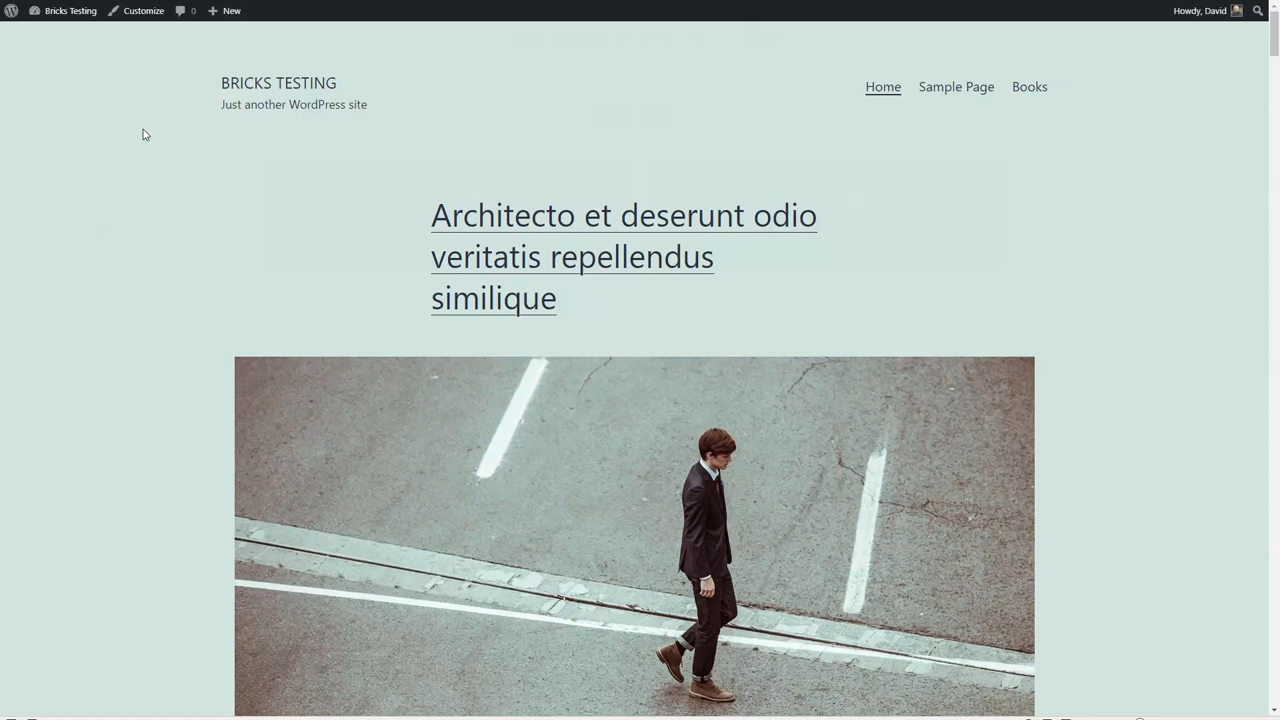 Bricks Testing Customize 0 New Howdy, David
BRICKS TESTING
Just another WordPress site
Home Sample Page Books
Architecto et deserunt odio
veritatis repellendus
similique